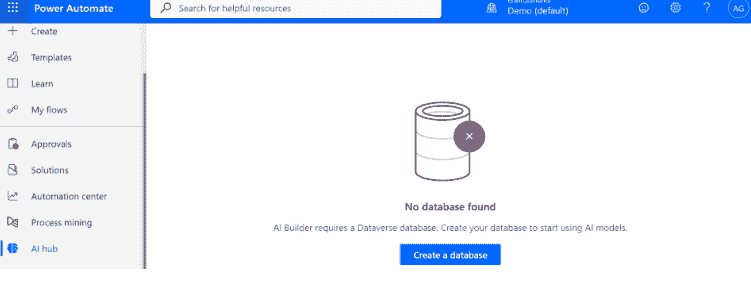 Power Automate
Search for helpful resources
Environments
Demo (default)
AG
Create
Templates
Learn
My flows
Approvals
Solutions
Automation center
Process mining
AI hub
No database found
AI Builder requires a Dataverse database. Create your database to start using AI models.
Create a database